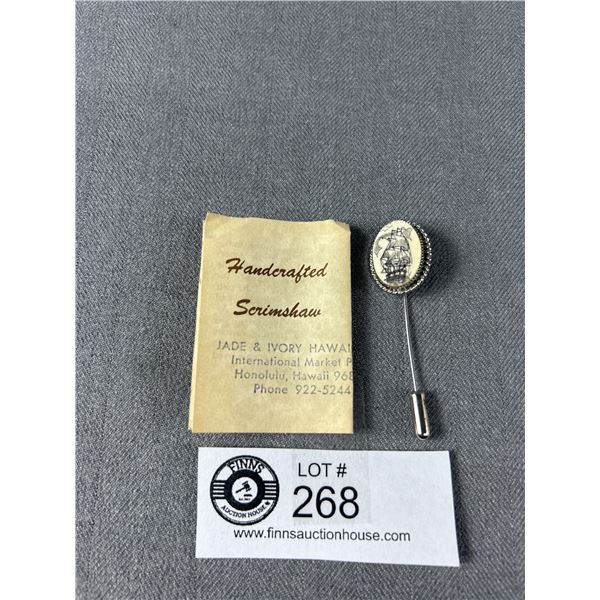 Handcrafted
Scrimshaw
JADE & IVORY HAWAI
International Market P
Honolulu, Hawaii 968
Phone 922-5244
FINNS
AUCTION HOUSE
LOT #
268
www.finnsauctionhouse.com